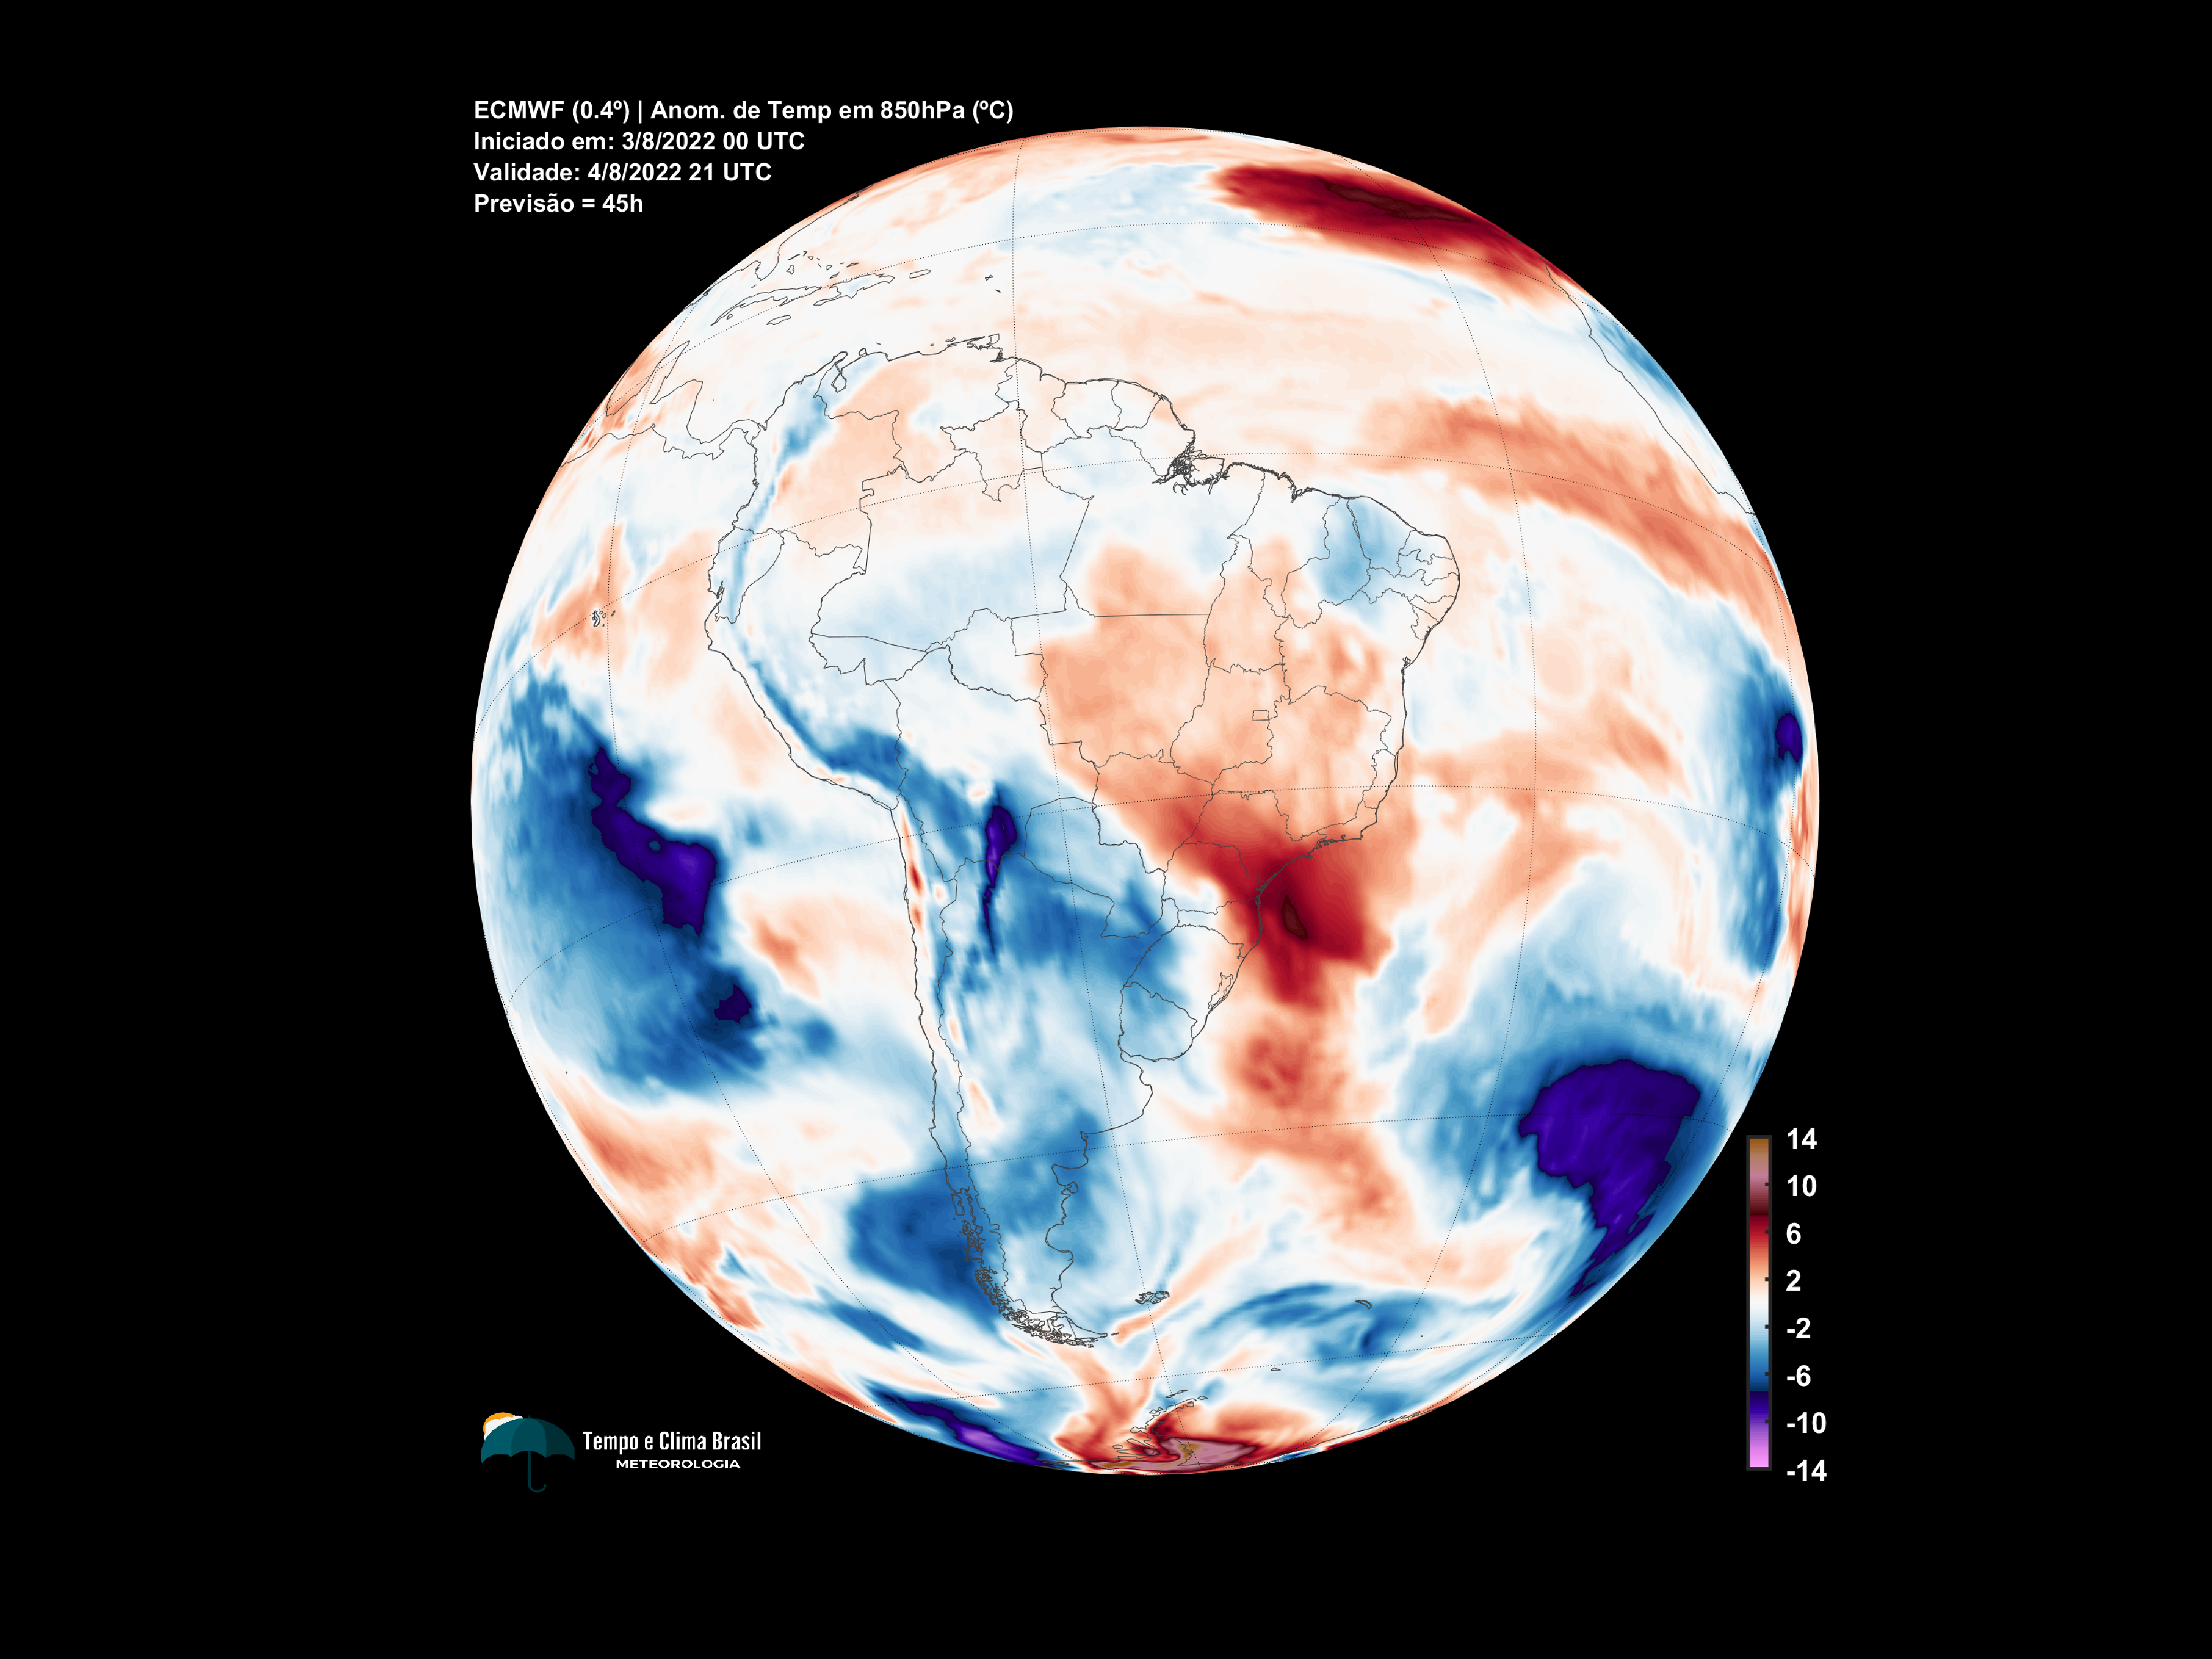 ECMWF (0.4º) | Anom. de Temp em 850hPa (ºC)
Iniciado em: 3/8/2022 00 UTC
Validade: 4/8/2022 21 UTC
Previsão = 45h
14
10
6
2
-2
-6
-10
-14
Tempo e Clima Brasil
METEOROLOGIA